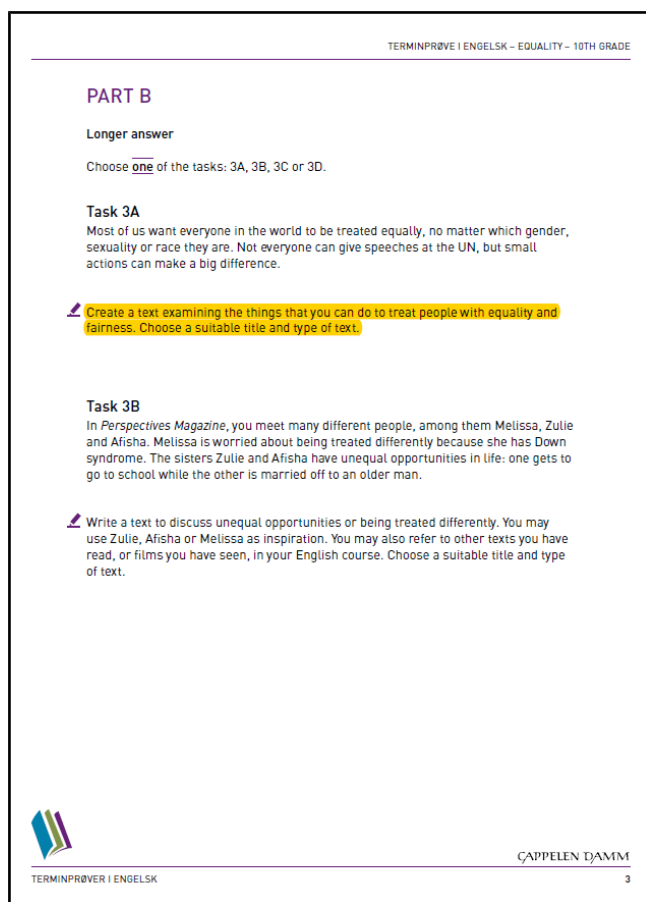 TERMINPRØVE I ENGELSK – EQUALITY – 10TH GRADE
PART B
Longer answer
Choose one of the tasks: 3A, 3B, 3C or 3D.
Task 3A
Most of us want everyone in the world to be treated equally, no matter which gender,
sexuality or race they are. Not everyone can give speeches at the UN, but small
actions can make a big difference.
Create a text examining the things that you can do to treat people with equality and
fairness. Choose a suitable title and type of text.
Task 3B
In Perspectives Magazine, you meet many different people, among them Melissa, Zulie
and Afisha. Melissa is worried about being treated differently because she has Down
syndrome. The sisters Zulie and Afisha have unequal opportunities in life: one gets to
go to school while the other is married off to an older man.
Write a text to discuss unequal opportunities or being treated differently. You may
use Zulie, Afisha or Melissa as inspiration. You may also refer to other texts you have
read, or films you have seen, in your English course. Choose a suitable title and type
of text.
CAPPELEN DAMM
TERMINPRØVER I ENGELSK
3